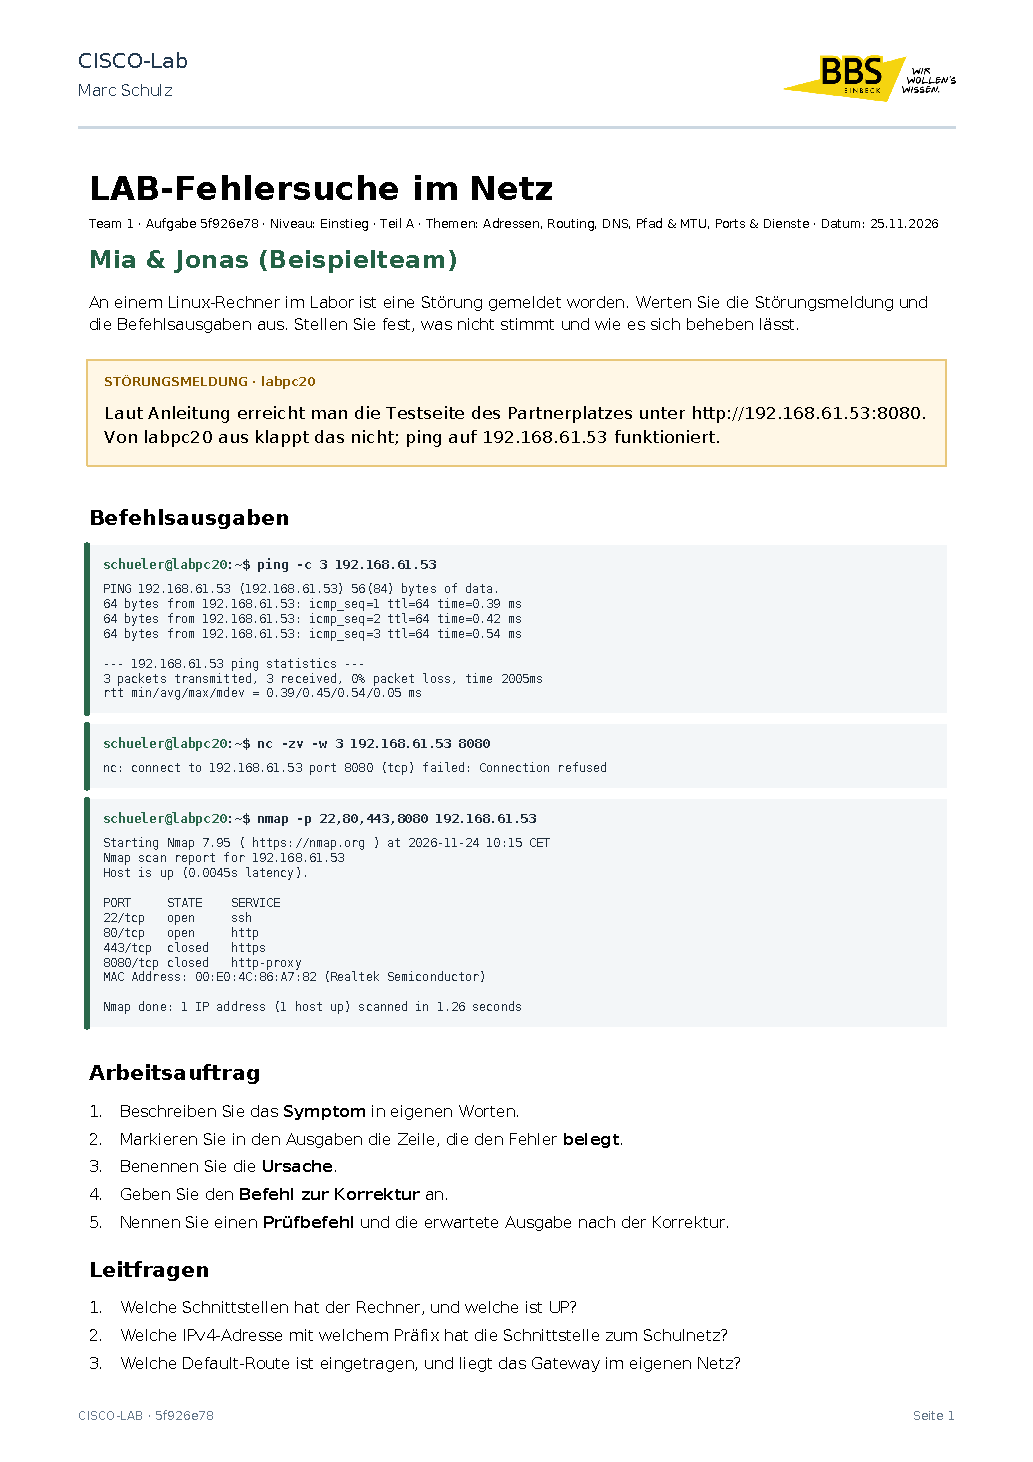 CISCO-Lab
Marc Schulz
BBS
EINBECK
WIR
WOLLEN'S
WISSEN.
LAB-Fehlersuche im Netz
Team 1 · Aufgabe 5f926e78 · Niveau: Einstieg · Teil A · Themen: Adressen, Routing, DNS, Pfad & MTU, Ports & Dienste · Datum: 25.11.2026
Mia & Jonas (Beispielteam)
An einem Linux-Rechner im Labor ist eine Störung gemeldet worden. Werten Sie die Störungsmeldung und
die Befehlsausgaben aus. Stellen Sie fest, was nicht stimmt und wie es sich beheben lässt.
STÖRUNGSMELDUNG · labpc20
Laut Anleitung erreicht man die Testseite des Partnerplatzes unter http://192.168.61.53:8080.
Von labpc20 aus klappt das nicht; ping auf 192.168.61.53 funktioniert.
Befehlsausgaben
schueler@labpc20:~$ ping -c 3 192.168.61.53
PING 192.168.61.53 (192.168.61.53) 56(84) bytes of data.
64 bytes from 192.168.61.53: icmp_seq=1 ttl=64 time=0.39 ms
64 bytes from 192.168.61.53: icmp_seq=2 ttl=64 time=0.42 ms
64 bytes from 192.168.61.53: icmp_seq=3 ttl=64 time=0.54 ms
--- 192.168.61.53 ping statistics ---
3 packets transmitted, 3 received, 0% packet loss, time 2005ms
rtt min/avg/max/mdev = 0.39/0.45/0.54/0.05 ms
schueler@labpc20:~$ nc -zv -w 3 192.168.61.53 8080
nc: connect to 192.168.61.53 port 8080 (tcp) failed: Connection refused
schueler@labpc20:~$ nmap -p 22,80,443,8080 192.168.61.53
Starting Nmap 7.95 ( https://nmap.org ) at 2026-11-24 10:15 CET
Nmap scan report for 192.168.61.53
Host is up (0.0045s latency).
PORT     STATE    SERVICE
22/tcp   open     ssh
80/tcp   open     http
443/tcp  closed   https
8080/tcp closed   http-proxy
MAC Address: 00:E0:4C:86:A7:82 (Realtek Semiconductor)
Nmap done: 1 IP address (1 host up) scanned in 1.26 seconds
Arbeitsauftrag
1. Beschreiben Sie das Symptom in eigenen Worten.
2. Markieren Sie in den Ausgaben die Zeile, die den Fehler belegt.
3. Benennen Sie die Ursache.
4. Geben Sie den Befehl zur Korrektur an.
5. Nennen Sie einen Prüfbefehl und die erwartete Ausgabe nach der Korrektur.
Leitfragen
1. Welche Schnittstellen hat der Rechner, und welche ist UP?
2. Welche IPv4-Adresse mit welchem Präfix hat die Schnittstelle zum Schulnetz?
3. Welche Default-Route ist eingetragen, und liegt das Gateway im eigenen Netz?
CISCO-LAB · 5f926e78
Seite 1